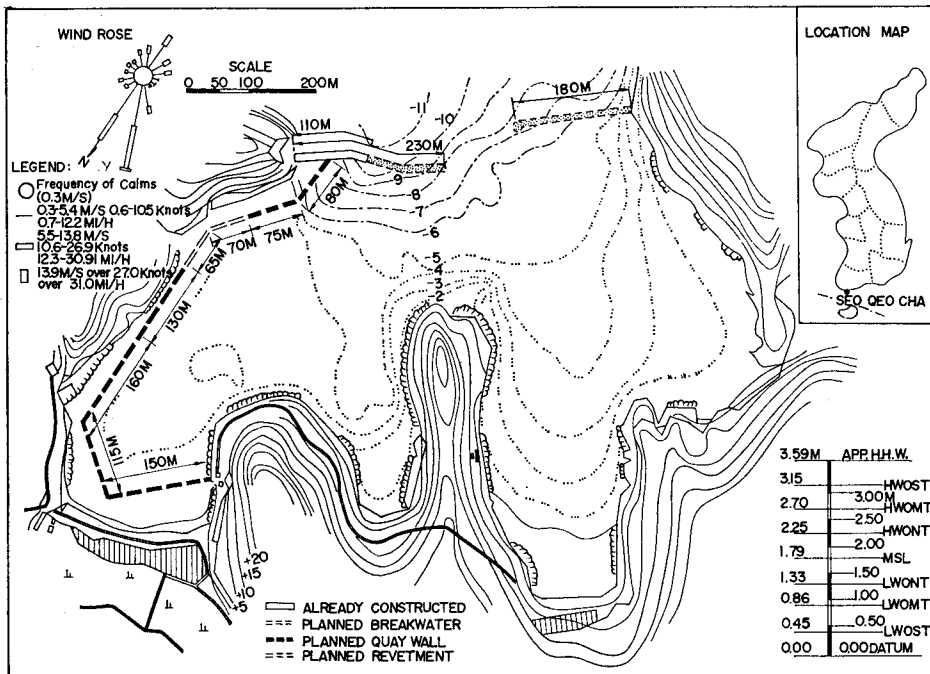 WIND ROSE
SCALE
0 50 100 200M
LOCATION MAP
SEO QEO CHA
N
LEGEND:
Frequency of Calms
(0.3M/S)
0.3-5.4 M/S 0.6-10.5 Knots
0.7-12.2 MI/H
5.5-13.8 M/S
10.6-26.9 Knots
12.3-30.91 MI/H
13.9M/S over 27.0 Knots
over 31.0MI/H
110M
230M
180M
80M
75M
70M
65M
130M
160M
115M
150M
-11
-10
9
-8
-7
-6
-5
-4
-3
-2
+20
+15
+10
+5
ALREADY CONSTRUCTED
PLANNED BREAKWATER
PLANNED QUAY WALL
PLANNED REVETMENT
3.59M APP. H.H.W.
3.15 HWOST
3.00M
2.70 HWOMT
2.50
2.25 HWONT
2.00
1.79 MSL
1.50
1.33 LWONT
1.00
0.86 LWOMT
0.50
0.45 LWOST
0.00 0.00 DATUM